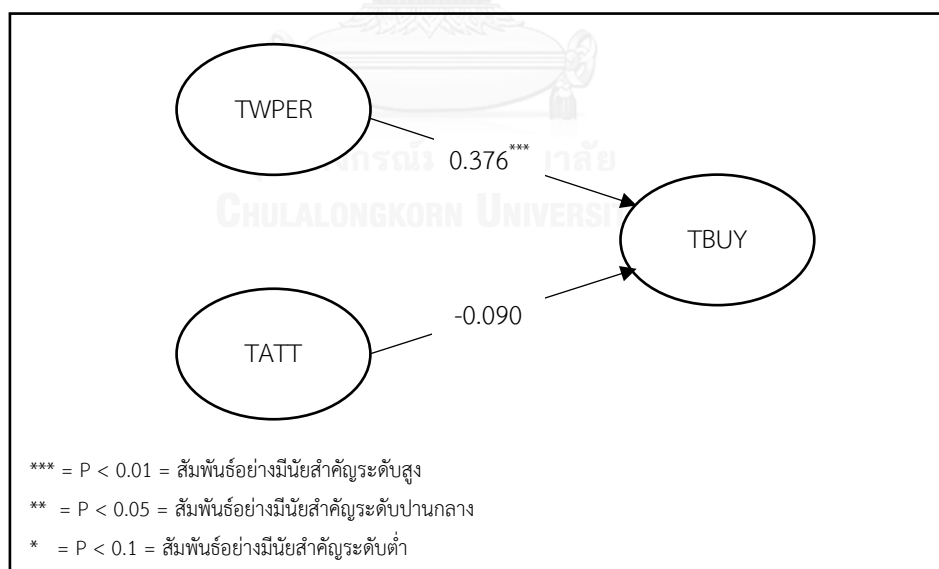 TWPER
0.376***
CHULALONGKORN UNIVERSIT
TBUY
-0.090
TATT
*** = P < 0.01 = สัมพันธ์อย่างมีนัยสำคัญระดับสูง
** = P < 0.05 = สัมพันธ์อย่างมีนัยสำคัญระดับปานกลาง
* = P < 0.1 = สัมพันธ์อย่างมีนัยสำคัญระดับต่ำ